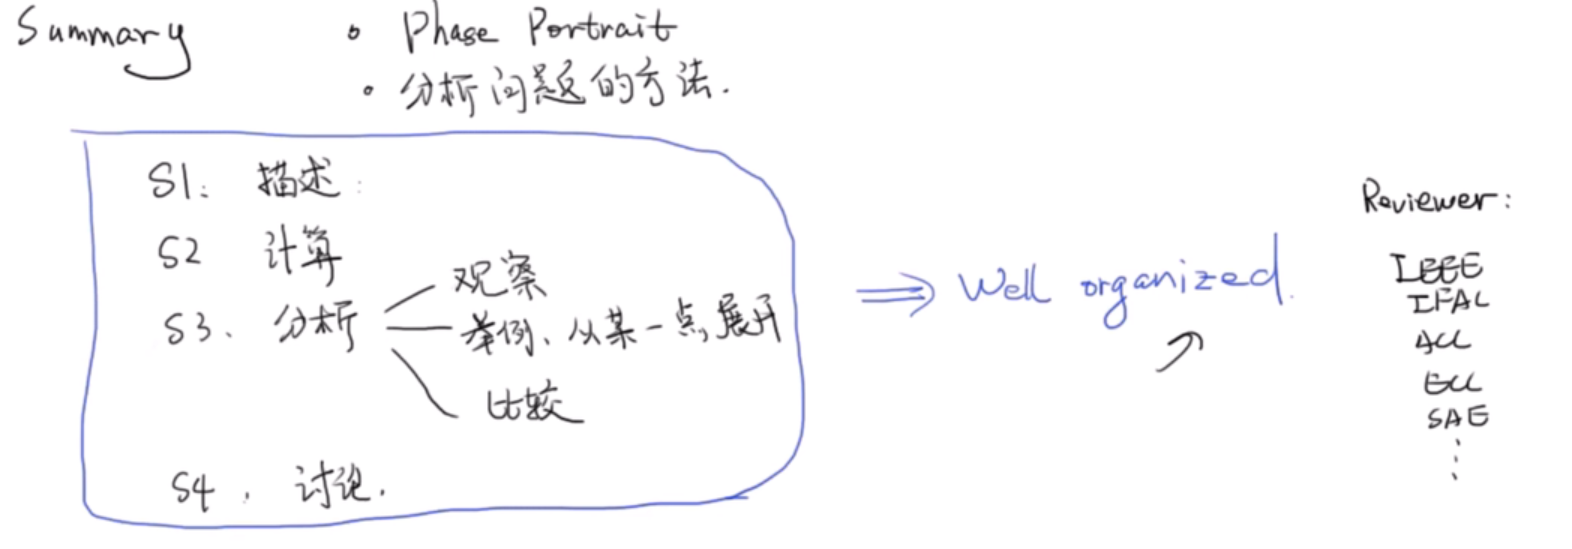 Summary
• Phase Portrait
• 分析问题的方法.
S1: 描述:
S2 计算
S3、分析
观察
举例、从某一点展开
比较
S4. 讨论.
⇒ Well organized.
Reviewer:
IEEE
IFAC
ACC
ECC
SAE
⋮